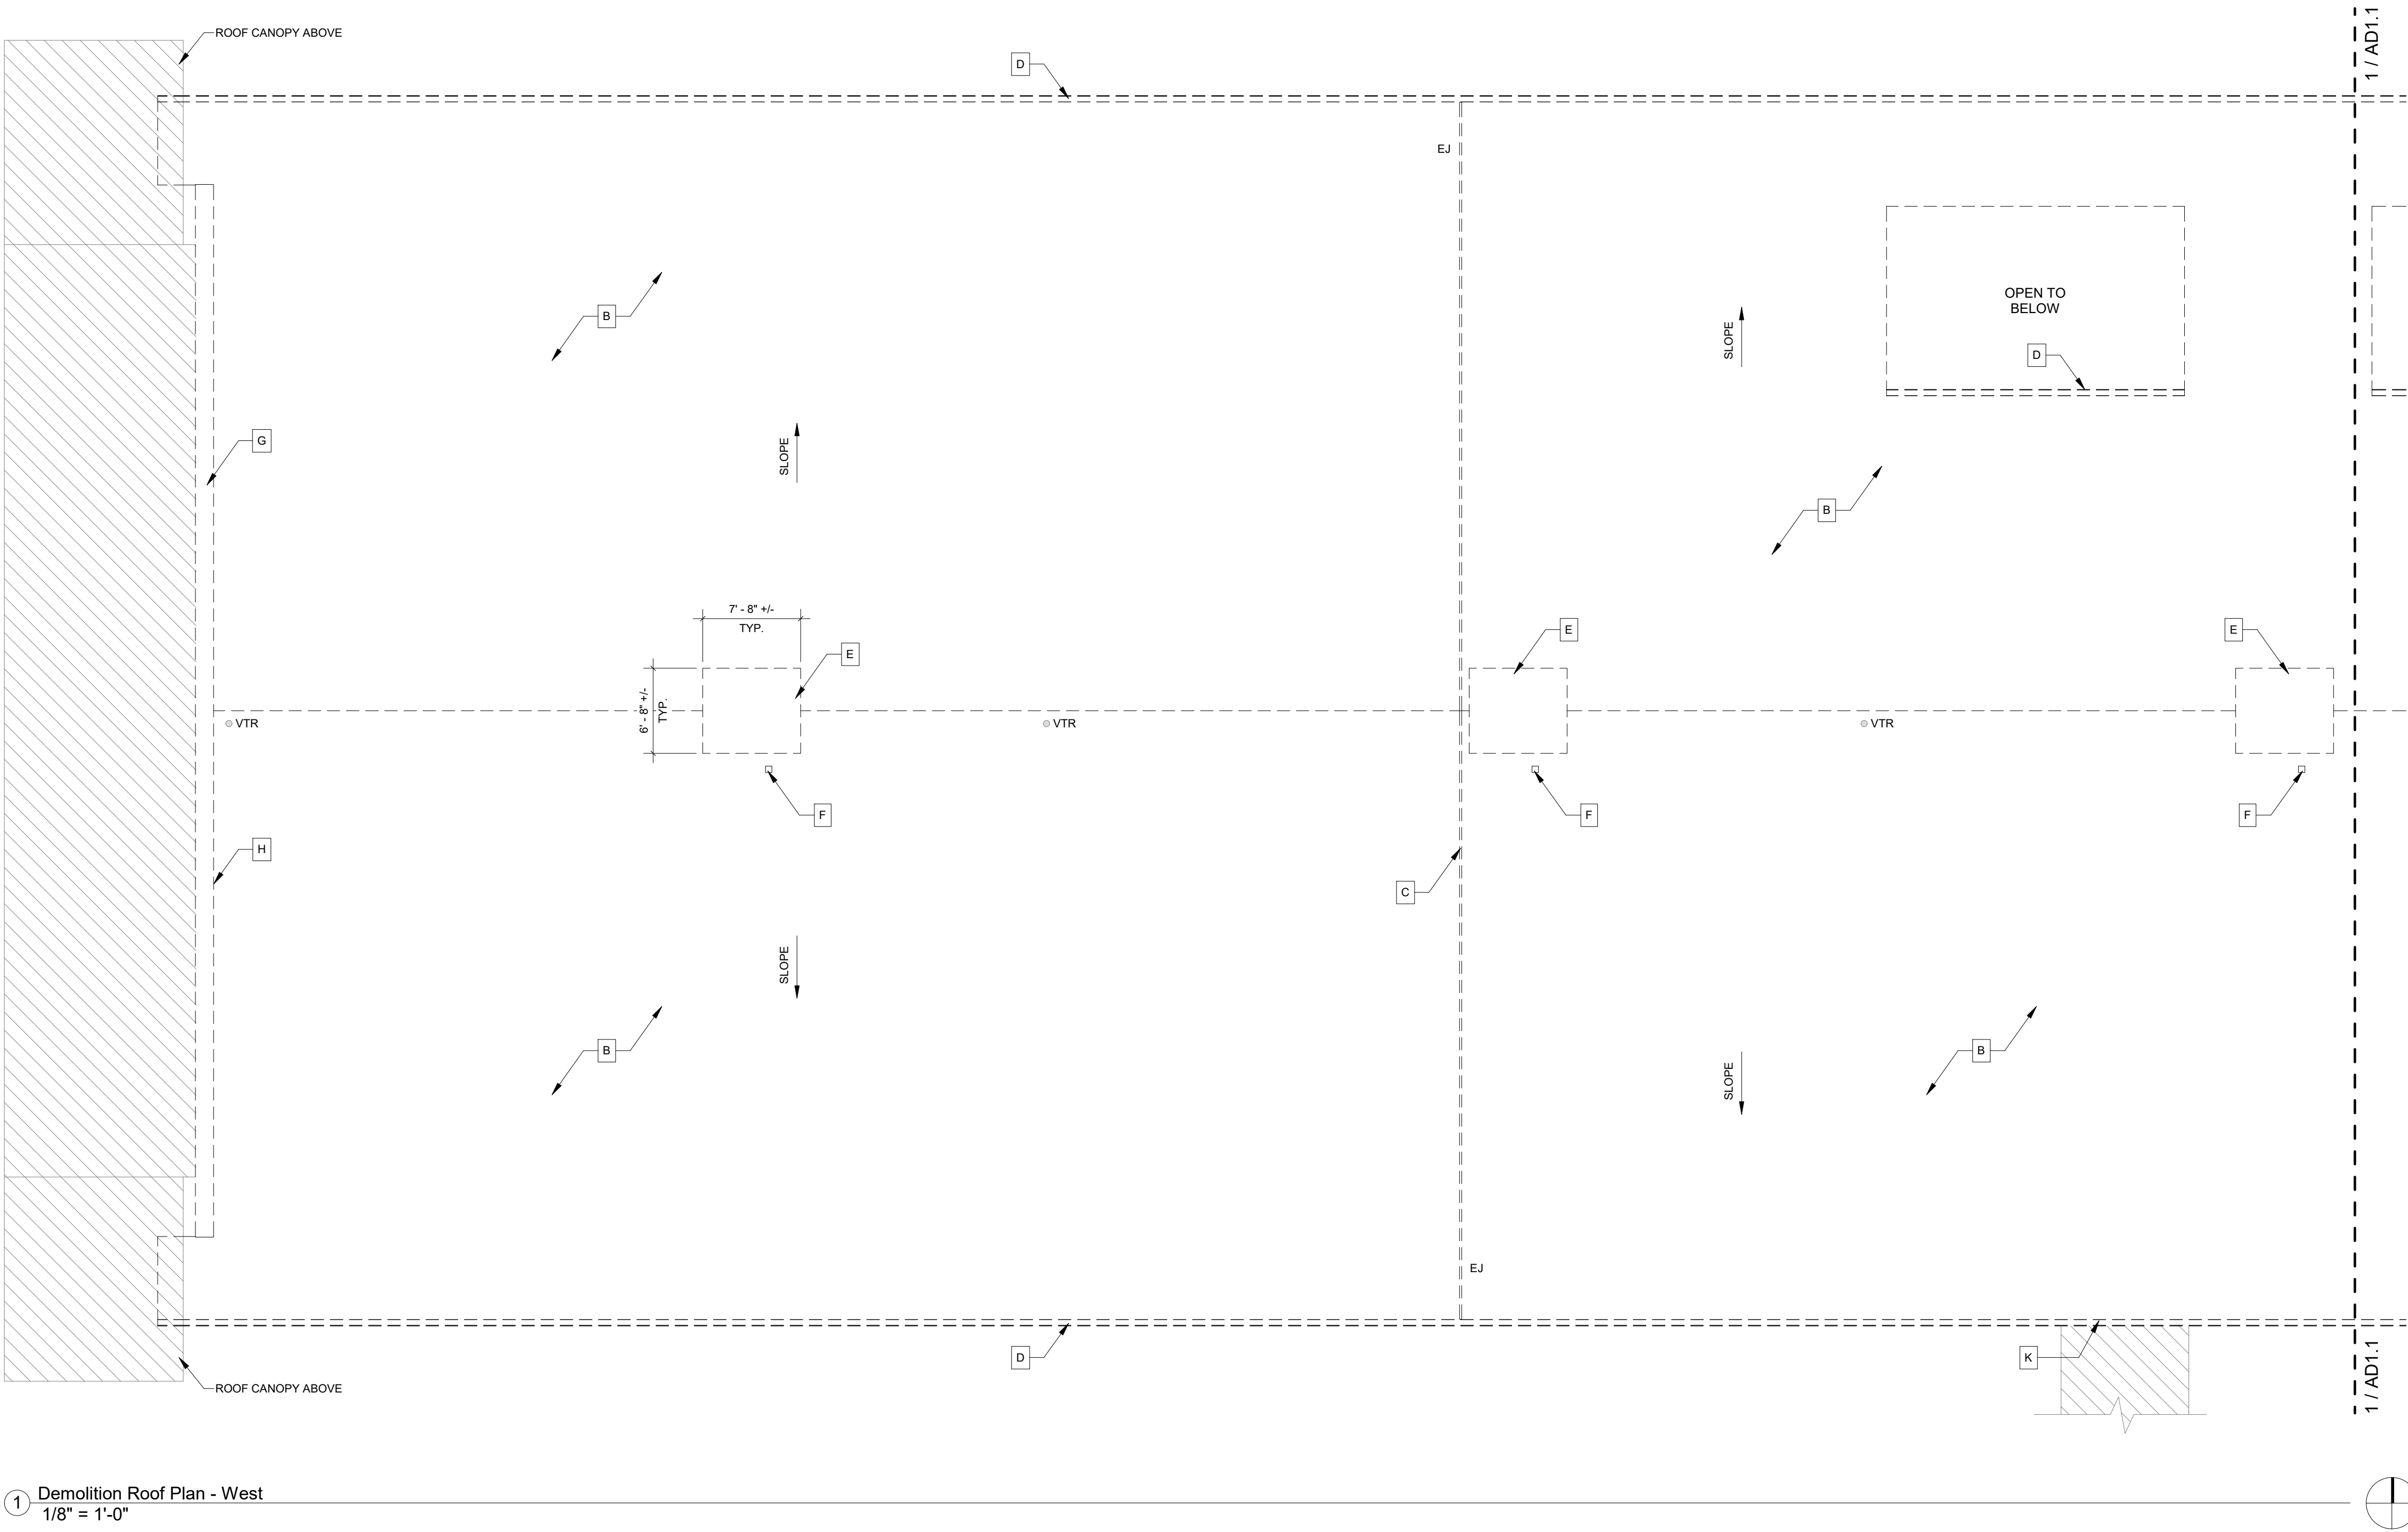 ROOF CANOPY ABOVE
D
1 / AD1.1
EJ
B
OPEN TO
BELOW
SLOPE
D
G
SLOPE
B
7' - 8" +/-
TYP.
E
E
E
6' - 8" +/-
TYP.
VTR
VTR
VTR
F
F
F
H
C
SLOPE
B
B
SLOPE
EJ
D
K
1 / AD1.1
ROOF CANOPY ABOVE
1
Demolition Roof Plan - West
1/8" = 1'-0"